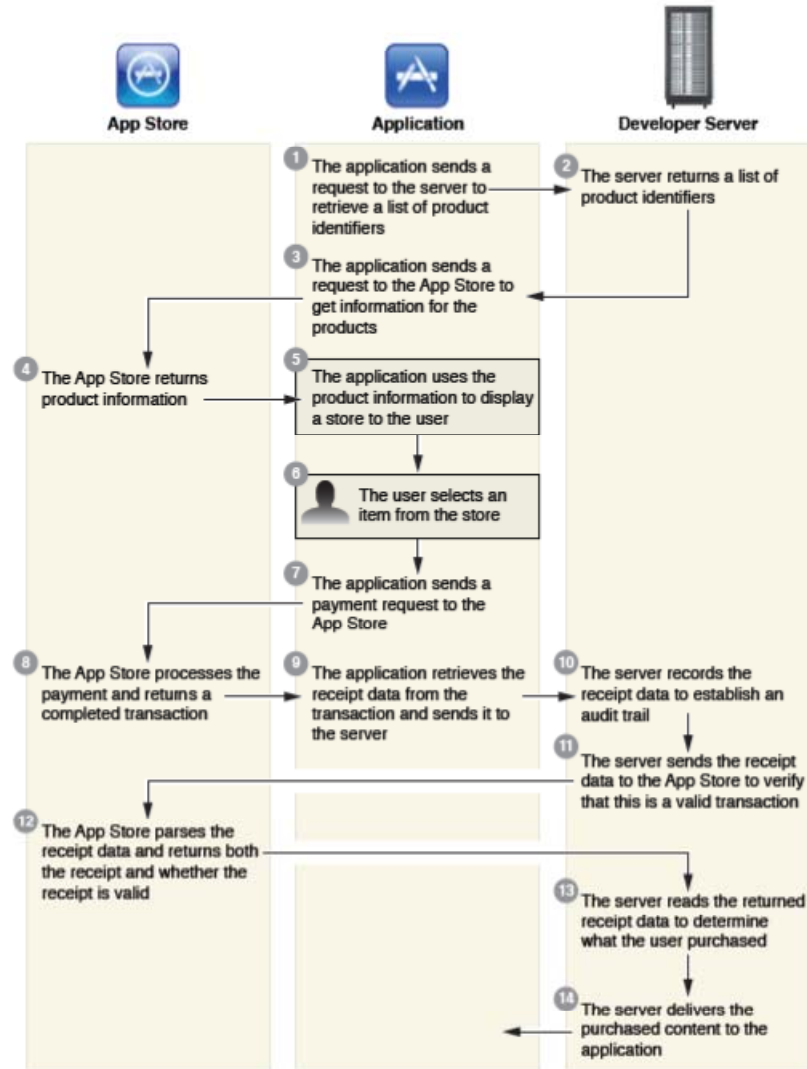 App Store
Application
Developer Server
1
The application sends a
request to the server to
retrieve a list of product
identifiers
2
The server returns a list of
product identifiers
3
The application sends a
request to the App Store to
get information for the
products
4
The App Store returns
product information
5
The application uses the
product information to display
a store to the user
6
The user selects an
item from the store
7
The application sends a
payment request to the
App Store
8
The App Store processes the
payment and returns a
completed transaction
9
The application retrieves the
receipt data from the
transaction and sends it to
the server
10
The server records the
receipt data to establish an
audit trail
11
The server sends the receipt
data to the App Store to verify
that this is a valid transaction
12
The App Store parses the
receipt data and returns both
the receipt and whether the
receipt is valid
13
The server reads the returned
receipt data to determine
what the user purchased
14
The server delivers the
purchased content to the
application